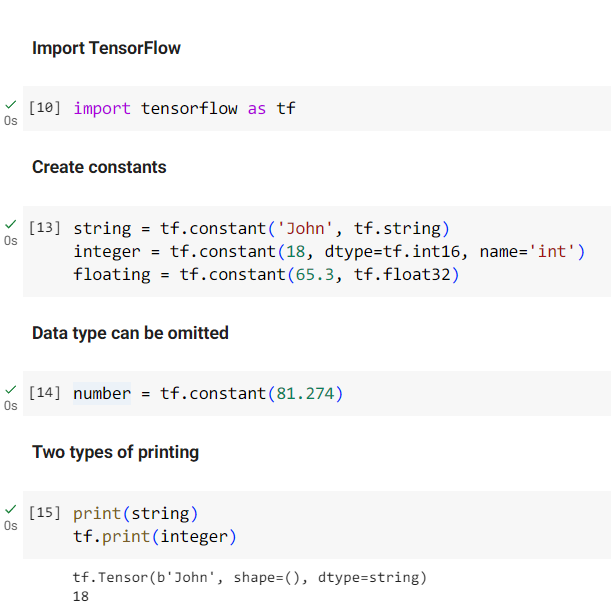 Import TensorFlow
[10] import tensorflow as tf
0s
Create constants
[13] string = tf.constant('John', tf.string)
0s
integer = tf.constant(18, dtype=tf.int16, name='int')
floating = tf.constant(65.3, tf.float32)
Data type can be omitted
[14] number = tf.constant(81.274)
0s
Two types of printing
[15] print(string)
0s
tf.print(integer)
tf.Tensor(b'John', shape=(), dtype=string)
18